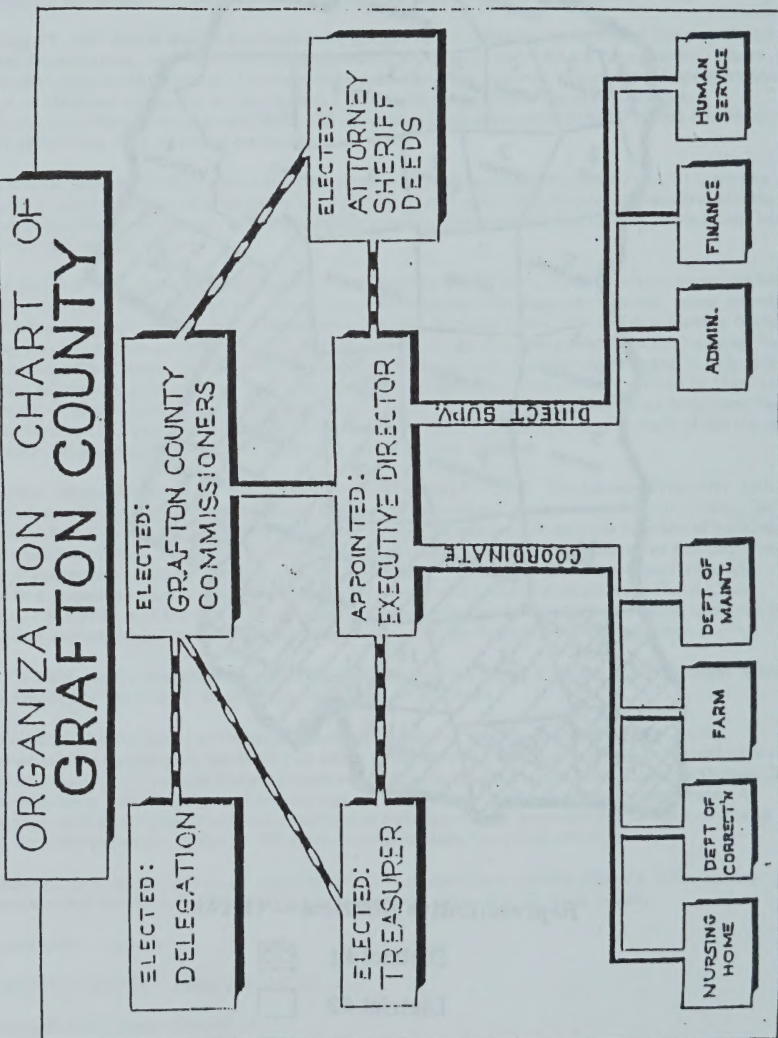 ORGANIZATION CHART OF
GRAFTON COUNTY
ELECTED:
DELEGATION
ELECTED:
GRAFTON COUNTY
COMMISSIONERS
ELECTED:
ATTORNEY
SHERIFF
DEEDS
ELECTED:
TREASURER
APPOINTED:
EXECUTIVE DIRECTOR
COORDINATE
DIRECT SUPV.
NURSING
HOME
DEPT OF
CORRECT'N
FARM
DEPT OF
MAINT.
ADMIN.
FINANCE
HUMAN
SERVICE